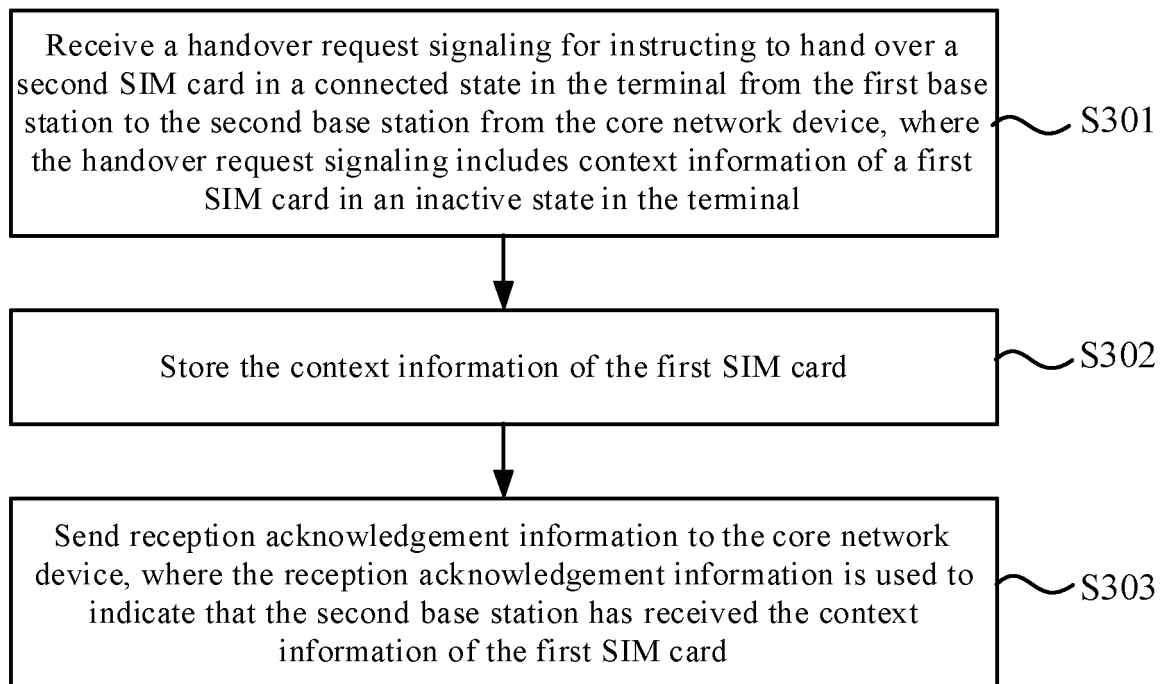 Receive a handover request signaling for instructing to hand over a
second SIM card in a connected state in the terminal from the first base
station to the second base station from the core network device, where
the handover request signaling includes context information of a first
SIM card in an inactive state in the terminal
S301
Store the context information of the first SIM card
S302
Send reception acknowledgement information to the core network
device, where the reception acknowledgement information is used to
indicate that the second base station has received the context
information of the first SIM card
S303